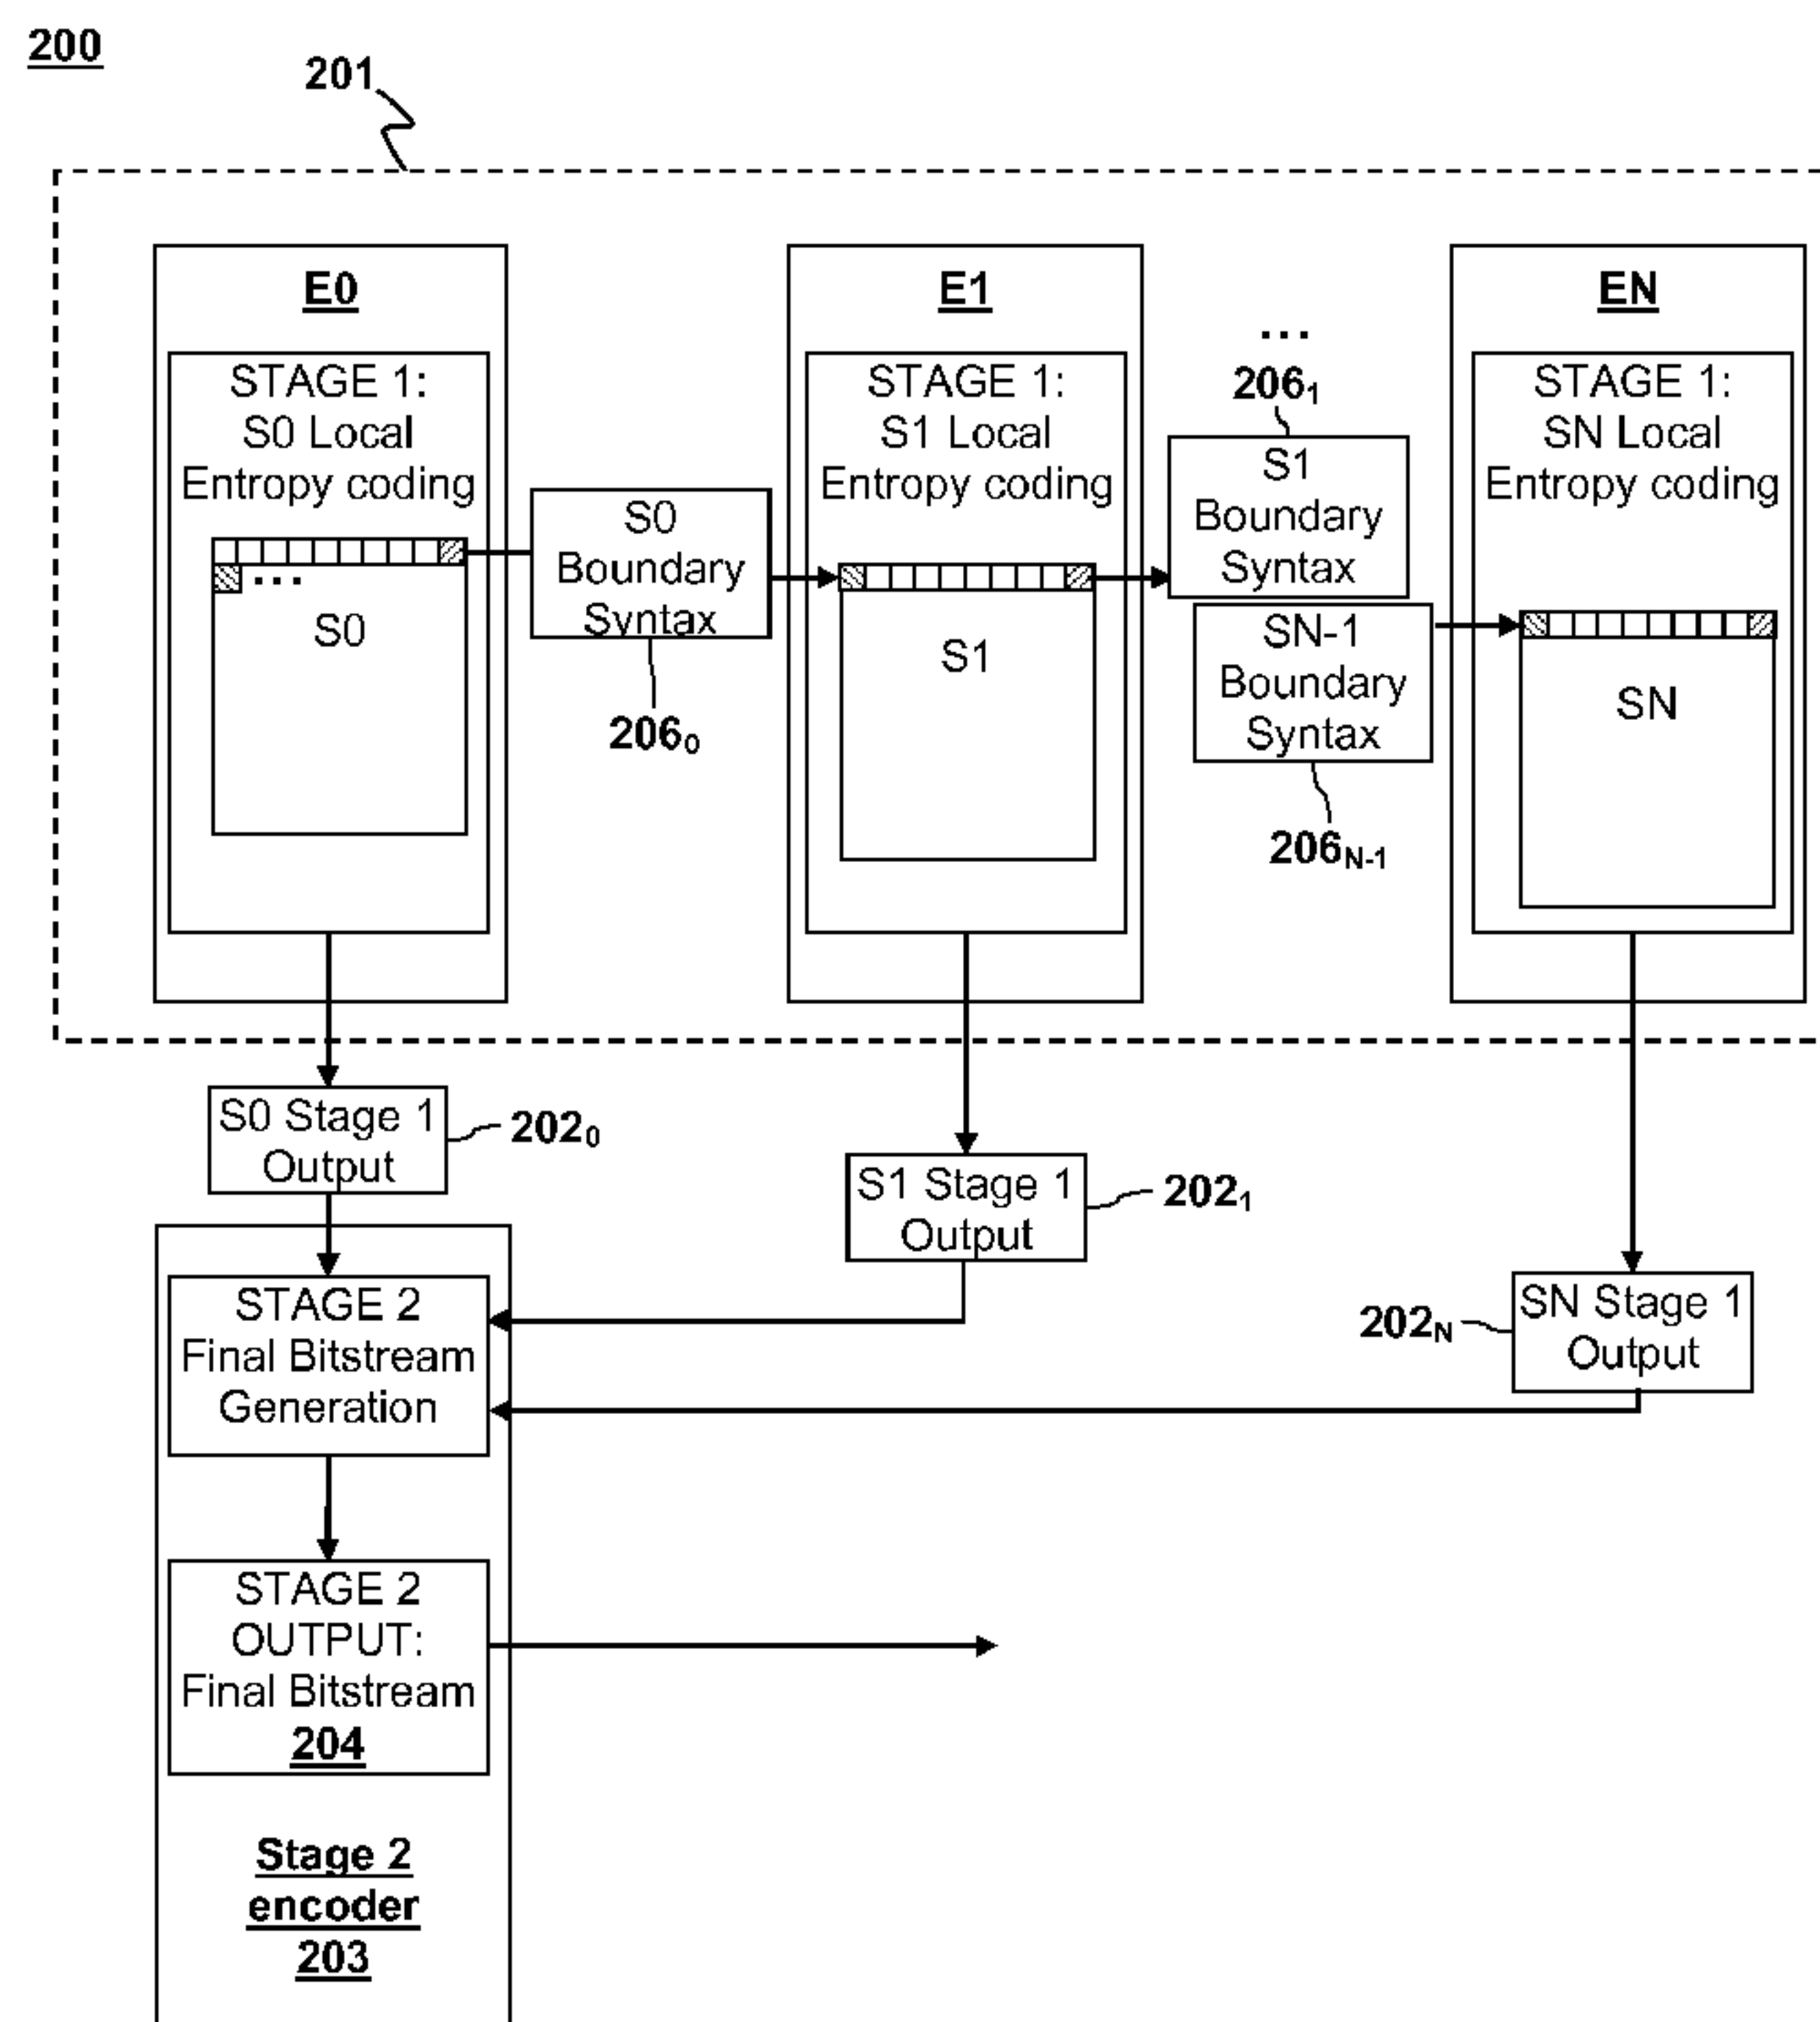 200
201
E0
STAGE 1:
S0 Local
Entropy coding
...
S0
S0
Boundary
Syntax
206₀
E1
STAGE 1:
S1 Local
Entropy coding
S1
...
206₁
S1
Boundary
Syntax
SN-1
Boundary
Syntax
206N-1
EN
STAGE 1:
SN Local
Entropy coding
SN
S0 Stage 1
Output
202₀
S1 Stage 1
Output
202₁
SN Stage 1
Output
202N
STAGE 2
Final Bitstream
Generation
STAGE 2
OUTPUT:
Final Bitstream
204
Stage 2
encoder
203